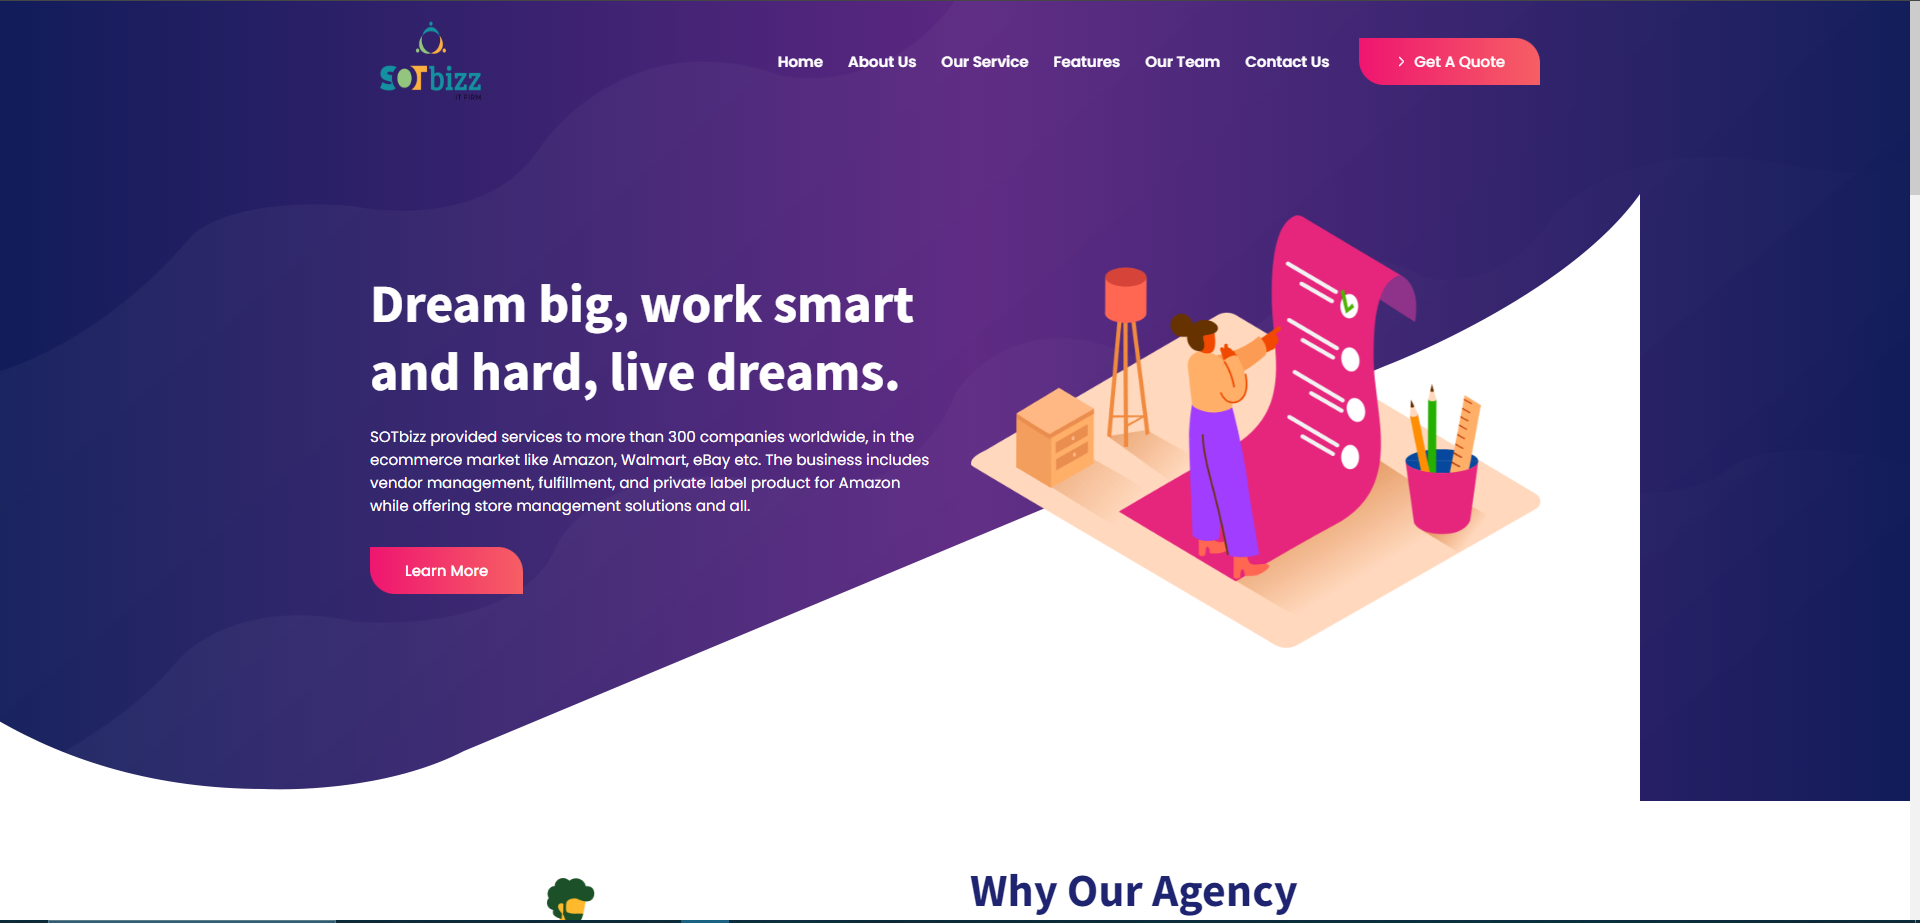 SOTbizz
IT FIRM
Home About Us Our Service Features Our Team Contact Us Get A Quote
Dream big, work smart
and hard, live dreams.
SOTbizz provided services to more than 300 companies worldwide, in the
ecommerce market like Amazon, Walmart, eBay etc. The business includes
vendor management, fulfillment, and private label product for Amazon
while offering store management solutions and all.
Learn More
Why Our Agency